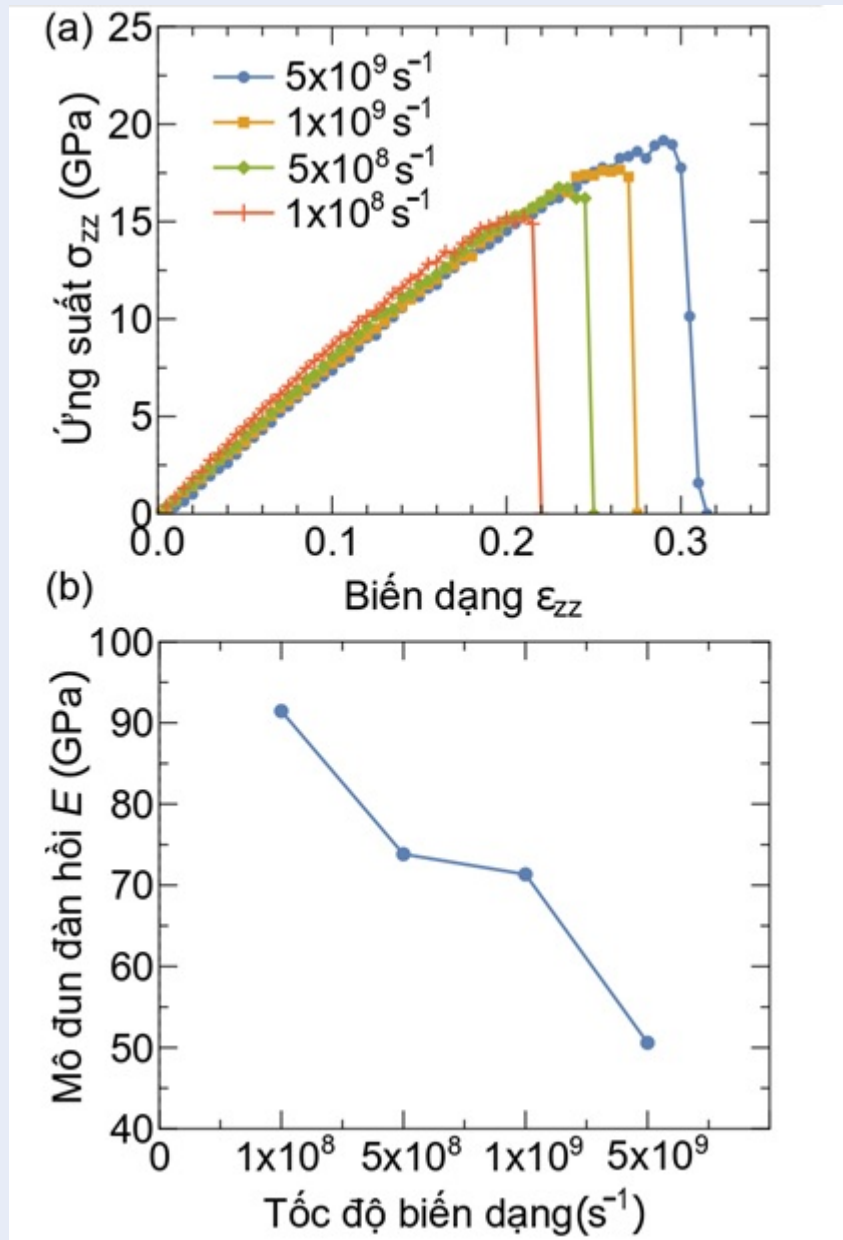 (a)
25
20
15
10
5
0
Ứng suất σzz (GPa)
5x10⁹ s⁻¹
1x10⁹ s⁻¹
5x10⁸ s⁻¹
1x10⁸ s⁻¹
0.0 0.1 0.2 0.3
Biến dạng εzz
(b)
100
90
80
70
60
50
40
Mô đun đàn hồi E (GPa)
0 1x10⁸ 5x10⁸ 1x10⁹ 5x10⁹
Tốc độ biến dạng(s⁻¹)